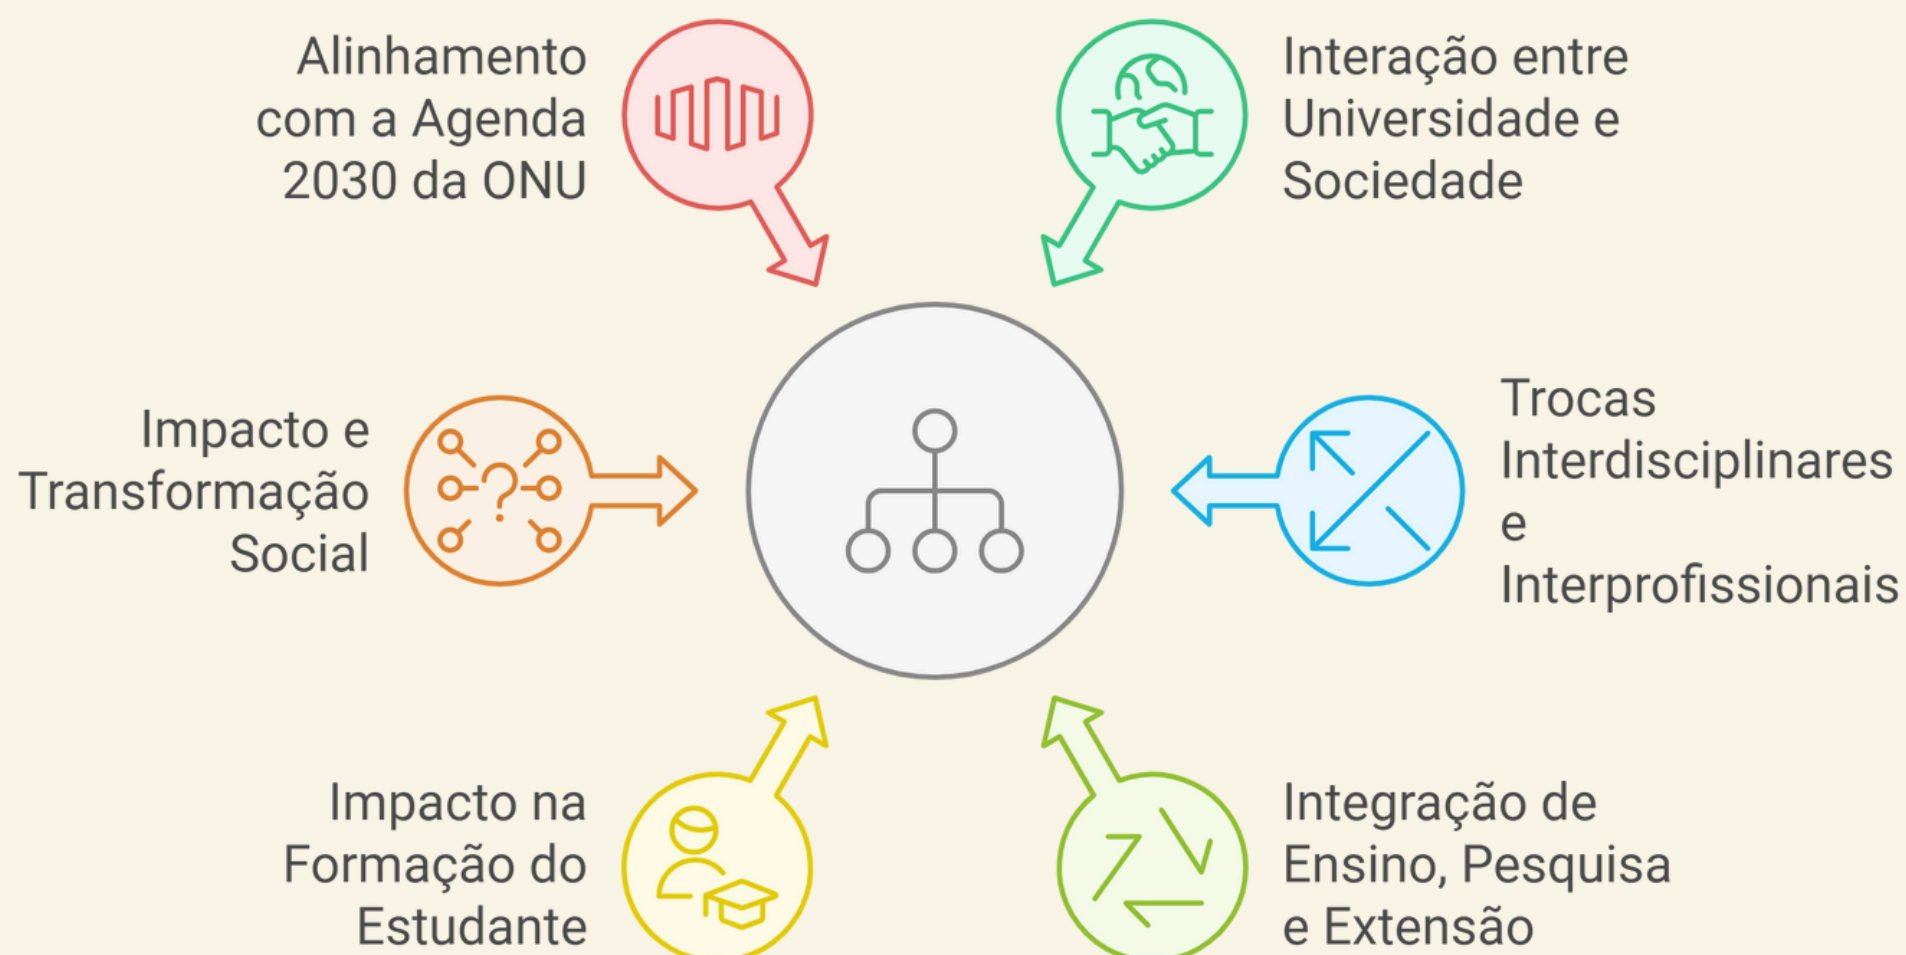 Alinhamento
com a Agenda
2030 da ONU
Interação entre
Universidade e
Sociedade
Impacto e
Transformação
Social
Trocas
Interdisciplinares
e
Interprofissionais
Impacto na
Formação do
Estudante
Integração de
Ensino, Pesquisa
e Extensão